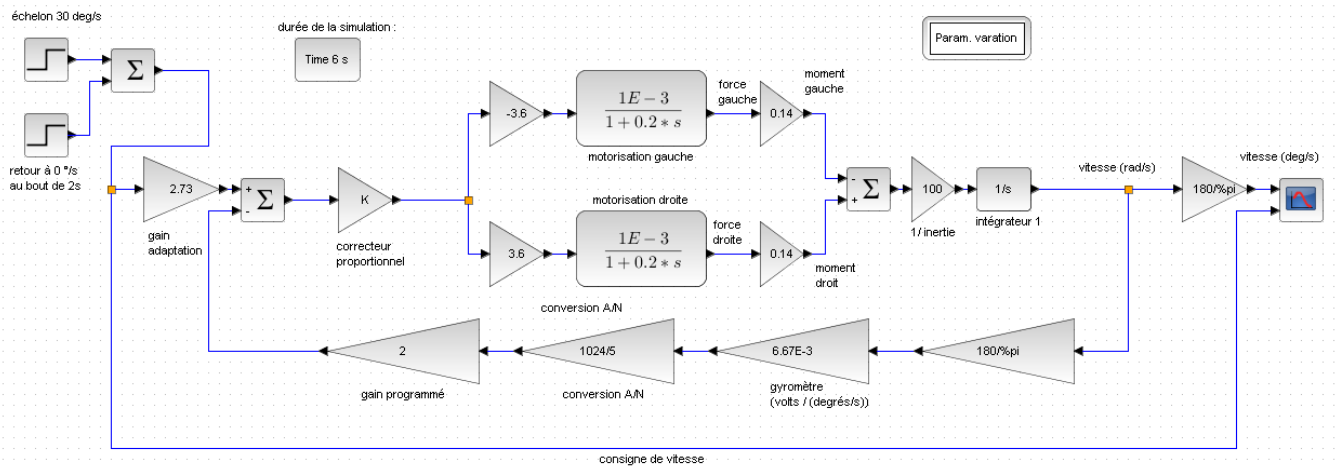 échelon 30 deg/s
durée de la simulation :
Time 6 s
Param. varation
Σ
retour à 0 °/s
au bout de 2s
2.73
gain
adaptation
+
-
Σ
K
correcteur
proportionnel
-3.6
1E − 3
1 + 0.2 * s
motorisation gauche
force
gauche
0.14
moment
gauche
3.6
motorisation droite
1E − 3
1 + 0.2 * s
force
droite
0.14
moment
droit
-
+
Σ
100
1/ inertie
1/s
intégrateur 1
vitesse (rad/s)
180/%pi
vitesse (deg/s)
conversion A/N
2
gain programmé
1024/5
conversion A/N
6.67E-3
gyromètre
(volts / (degrés/s))
180/%pi
consigne de vitesse